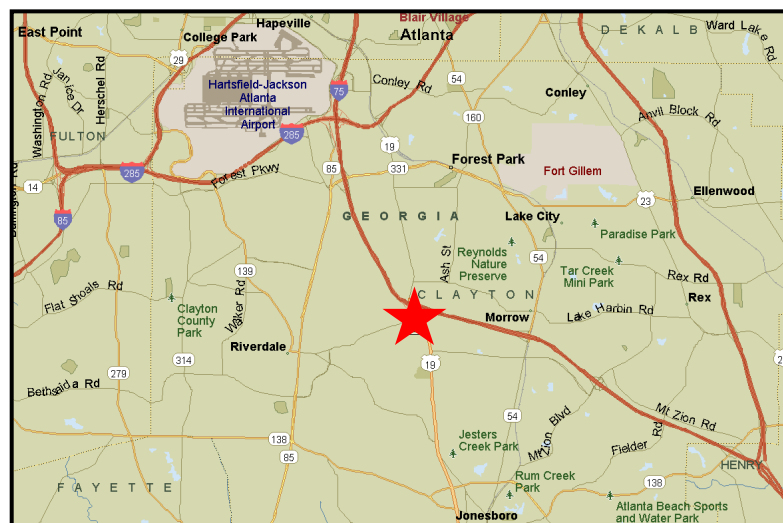 Blair Village
Hapeville
Ward Lake Rd
East Point
College Park
Atlanta
DEKALB
29
Janice Dr
Herschel Rd
Washington Rd
Hartsfield-Jackson
Atlanta
International
Airport
75
Conley Rd
54
Conley
Anvil Block Rd
160
FULTON
285
19
Forest Park
Fort Gillem
285
Forest Pkwy
85
331
14
Ellenwood
23
85
GEORGIA
Lake City
Paradise Park
Ash St
Reynolds
Nature
Preserve
54
Tar Creek
Mini Park
139
Rex Rd
Flat Shoals Rd
CLAYTON
Rex
Clayton
County
Park
Walker Rd
Morrow
Lake Harbin Rd
Riverdale
314
19
279
Bethsaida Rd
54
Mt Zion Blvd
Mt Zion Rd
Fielder Rd
138
85
Jesters
Creek Park
HENRY
Rum Creek
Park
138
FAYETTE
Jonesboro
Atlanta Beach Sports
and Water Park